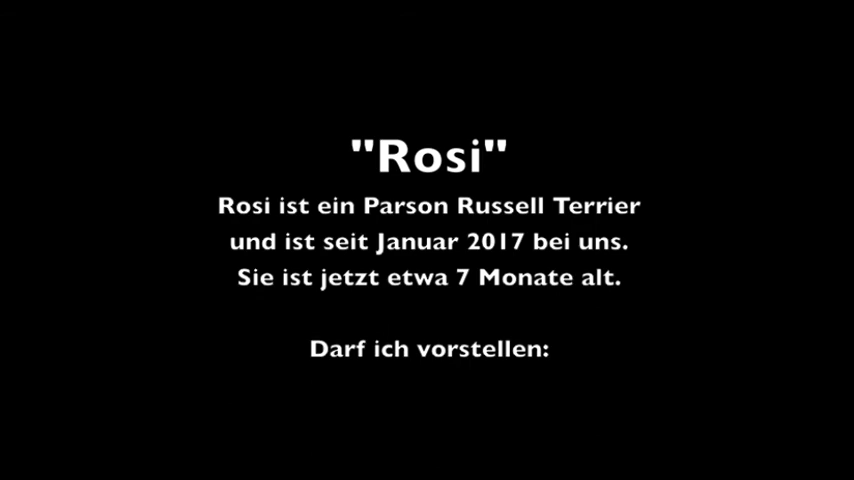 "Rosi"
Rosi ist ein Parson Russell Terrier
und ist seit Januar 2017 bei uns.
Sie ist jetzt etwa 7 Monate alt.
Darf ich vorstellen: